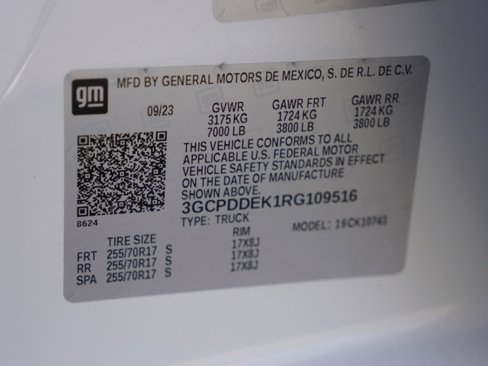 gm
MFD BY GENERAL MOTORS DE MEXICO, S. DE R.L. DE C.V.
09/23 GVWR GAWR FRT GAWR RR
3175 KG 1724 KG 1724 KG
7000 LB 3800 LB 3800 LB
THIS VEHICLE CONFORMS TO ALL
APPLICABLE U.S. FEDERAL MOTOR
VEHICLE SAFETY STANDARDS IN EFFECT
ON THE DATE OF MANUFACTURE
SHOWN ABOVE.
3GCPDDEK1RG109516
8624 TYPE: TRUCK MODEL: 16CK10743
TIRE SIZE RIM
FRT 255/70R17 S 17X8J
RR 255/70R17 S 17X8J
SPA 255/70R17 S 17X8J